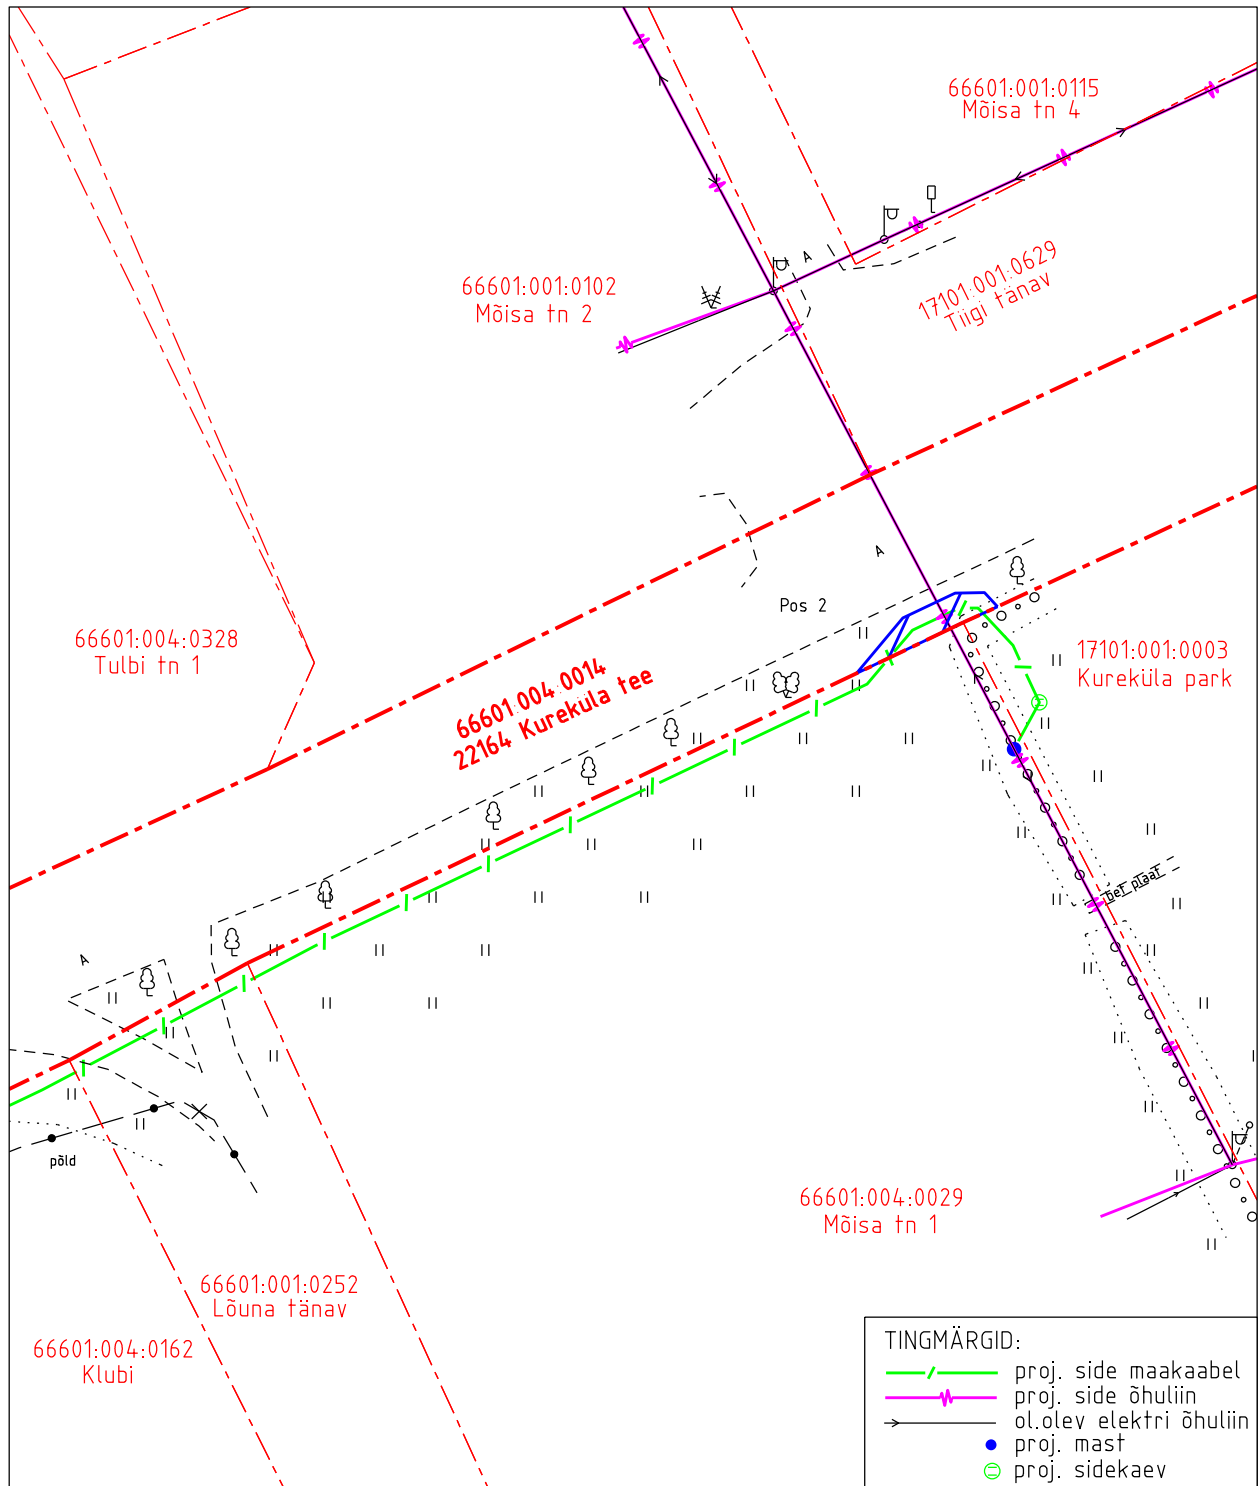 66601:001:0115
Mõisa tn 4
A
66601:001:0102
Mõisa tn 2
17101:001:0629
Tiigi tänav
A
Pos 2
66601:004:0328
Tulbi tn 1
66601:004:0014
22164 Kureküla tee
17101:001:0003
Kureküla park
bet plaat
A
põld
66601:004:0029
Mõisa tn 1
66601:001:0252
Lõuna tänav
66601:004:0162
Klubi
TINGMÄRGID:
proj. side maakaabel
proj. side õhuliin
ol.olev elektri õhuliin
proj. mast
proj. sidekaev